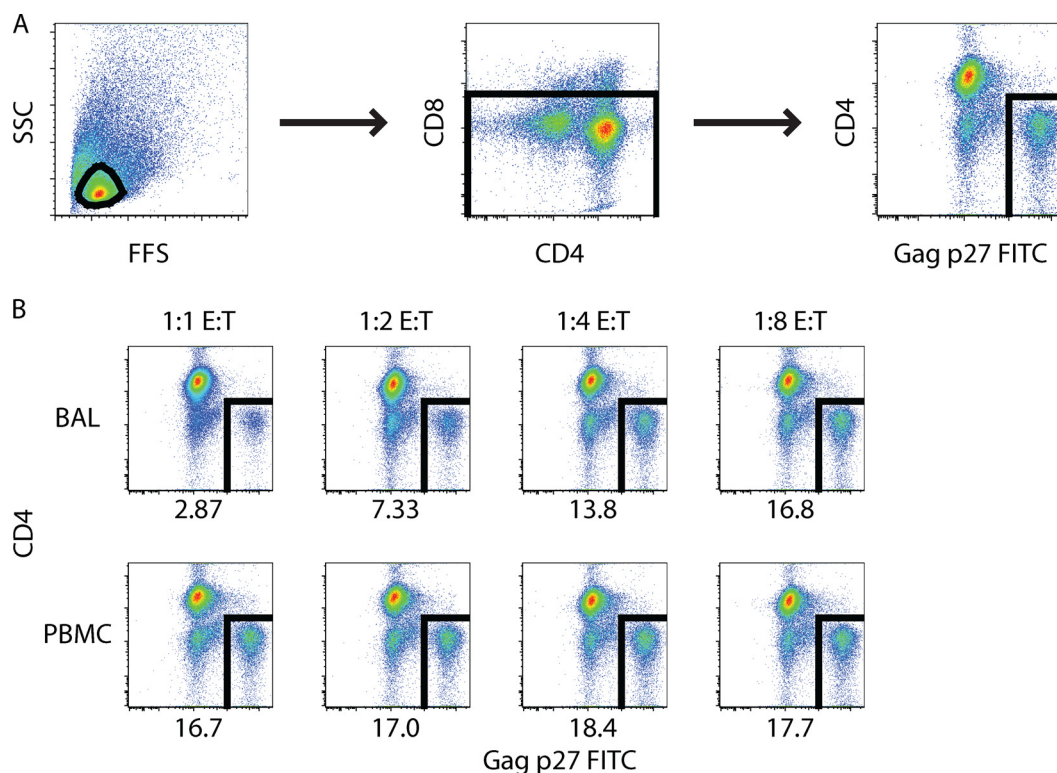 A
SSC
FFS
CD8
CD4
CD4
Gag p27 FITC
B
1:1 E:T
1:2 E:T
1:4 E:T
1:8 E:T
BAL
2.87
7.33
13.8
16.8
CD4
PBMC
16.7
17.0
18.4
17.7
Gag p27 FITC